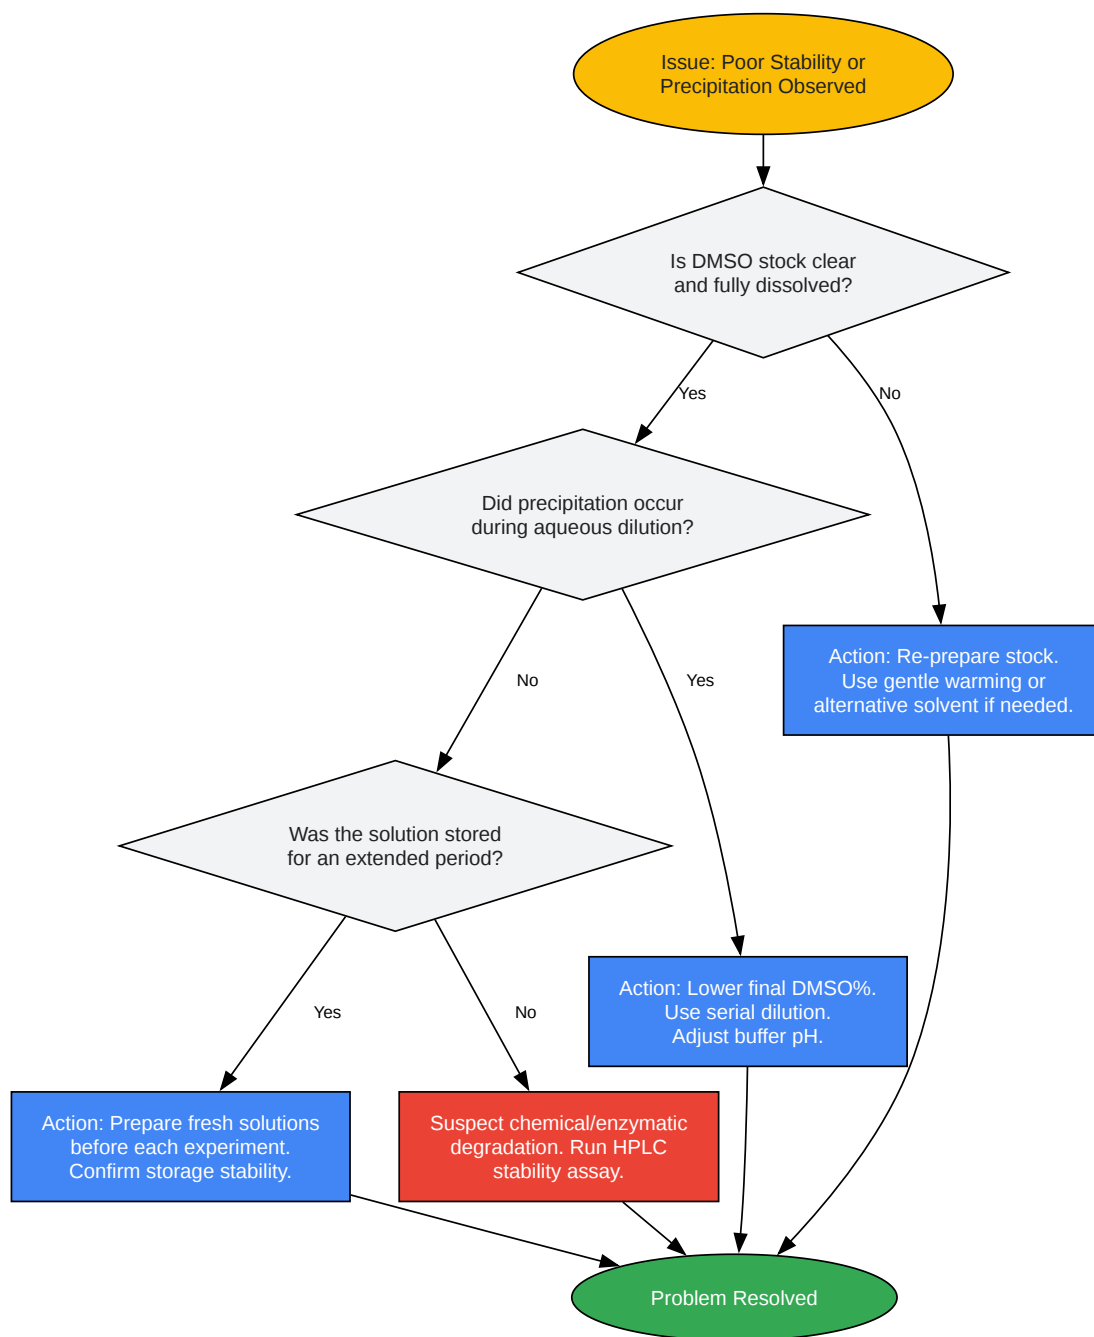 Issue: Poor Stability or
Precipitation Observed
Is DMSO stock clear
and fully dissolved?
Yes
No
Did precipitation occur
during aqueous dilution?
No
Yes
Action: Re-prepare stock.
Use gentle warming or
alternative solvent if needed.
Was the solution stored
for an extended period?
Yes
No
Action: Lower final DMSO%.
Use serial dilution.
Adjust buffer pH.
Action: Prepare fresh solutions
before each experiment.
Confirm storage stability.
Suspect chemical/enzymatic
degradation. Run HPLC
stability assay.
Problem Resolved